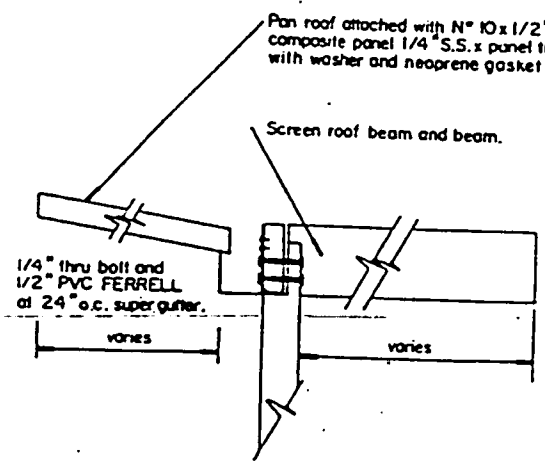 Pan roof attached with N° 10 x 1/2"
composite panel 1/4" S.S. x panel t
with washer and neoprene gasket
Screen roof beam and beam.
1/4" thru bolt and
1/2" PVC FERRELL
at 24" o.c. super gutter.
varies
varies